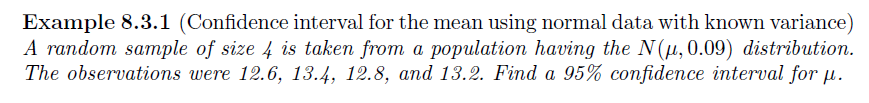 Example 8.3.1 (Confidence interval for the mean using normal data with known variance)
A random sample of size 4 is taken from a population having the N(μ, 0.09) distribution.
The observations were 12.6, 13.4, 12.8, and 13.2. Find a 95% confidence interval for μ.